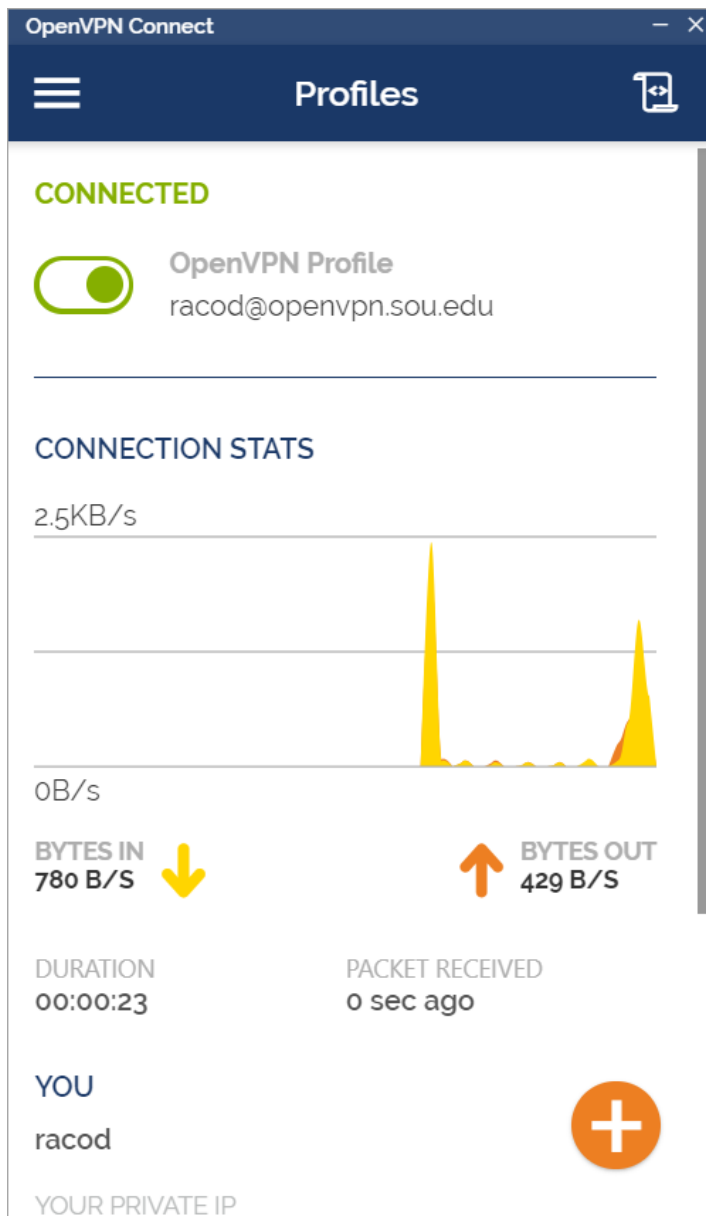 OpenVPN Connect
Profiles
CONNECTED
OpenVPN Profile
racod@openvpn.sou.edu
CONNECTION STATS
2.5KB/s
0B/s
BYTES IN
780 B/S
BYTES OUT
429 B/S
DURATION
00:00:23
PACKET RECEIVED
0 sec ago
YOU
racod
YOUR PRIVATE IP